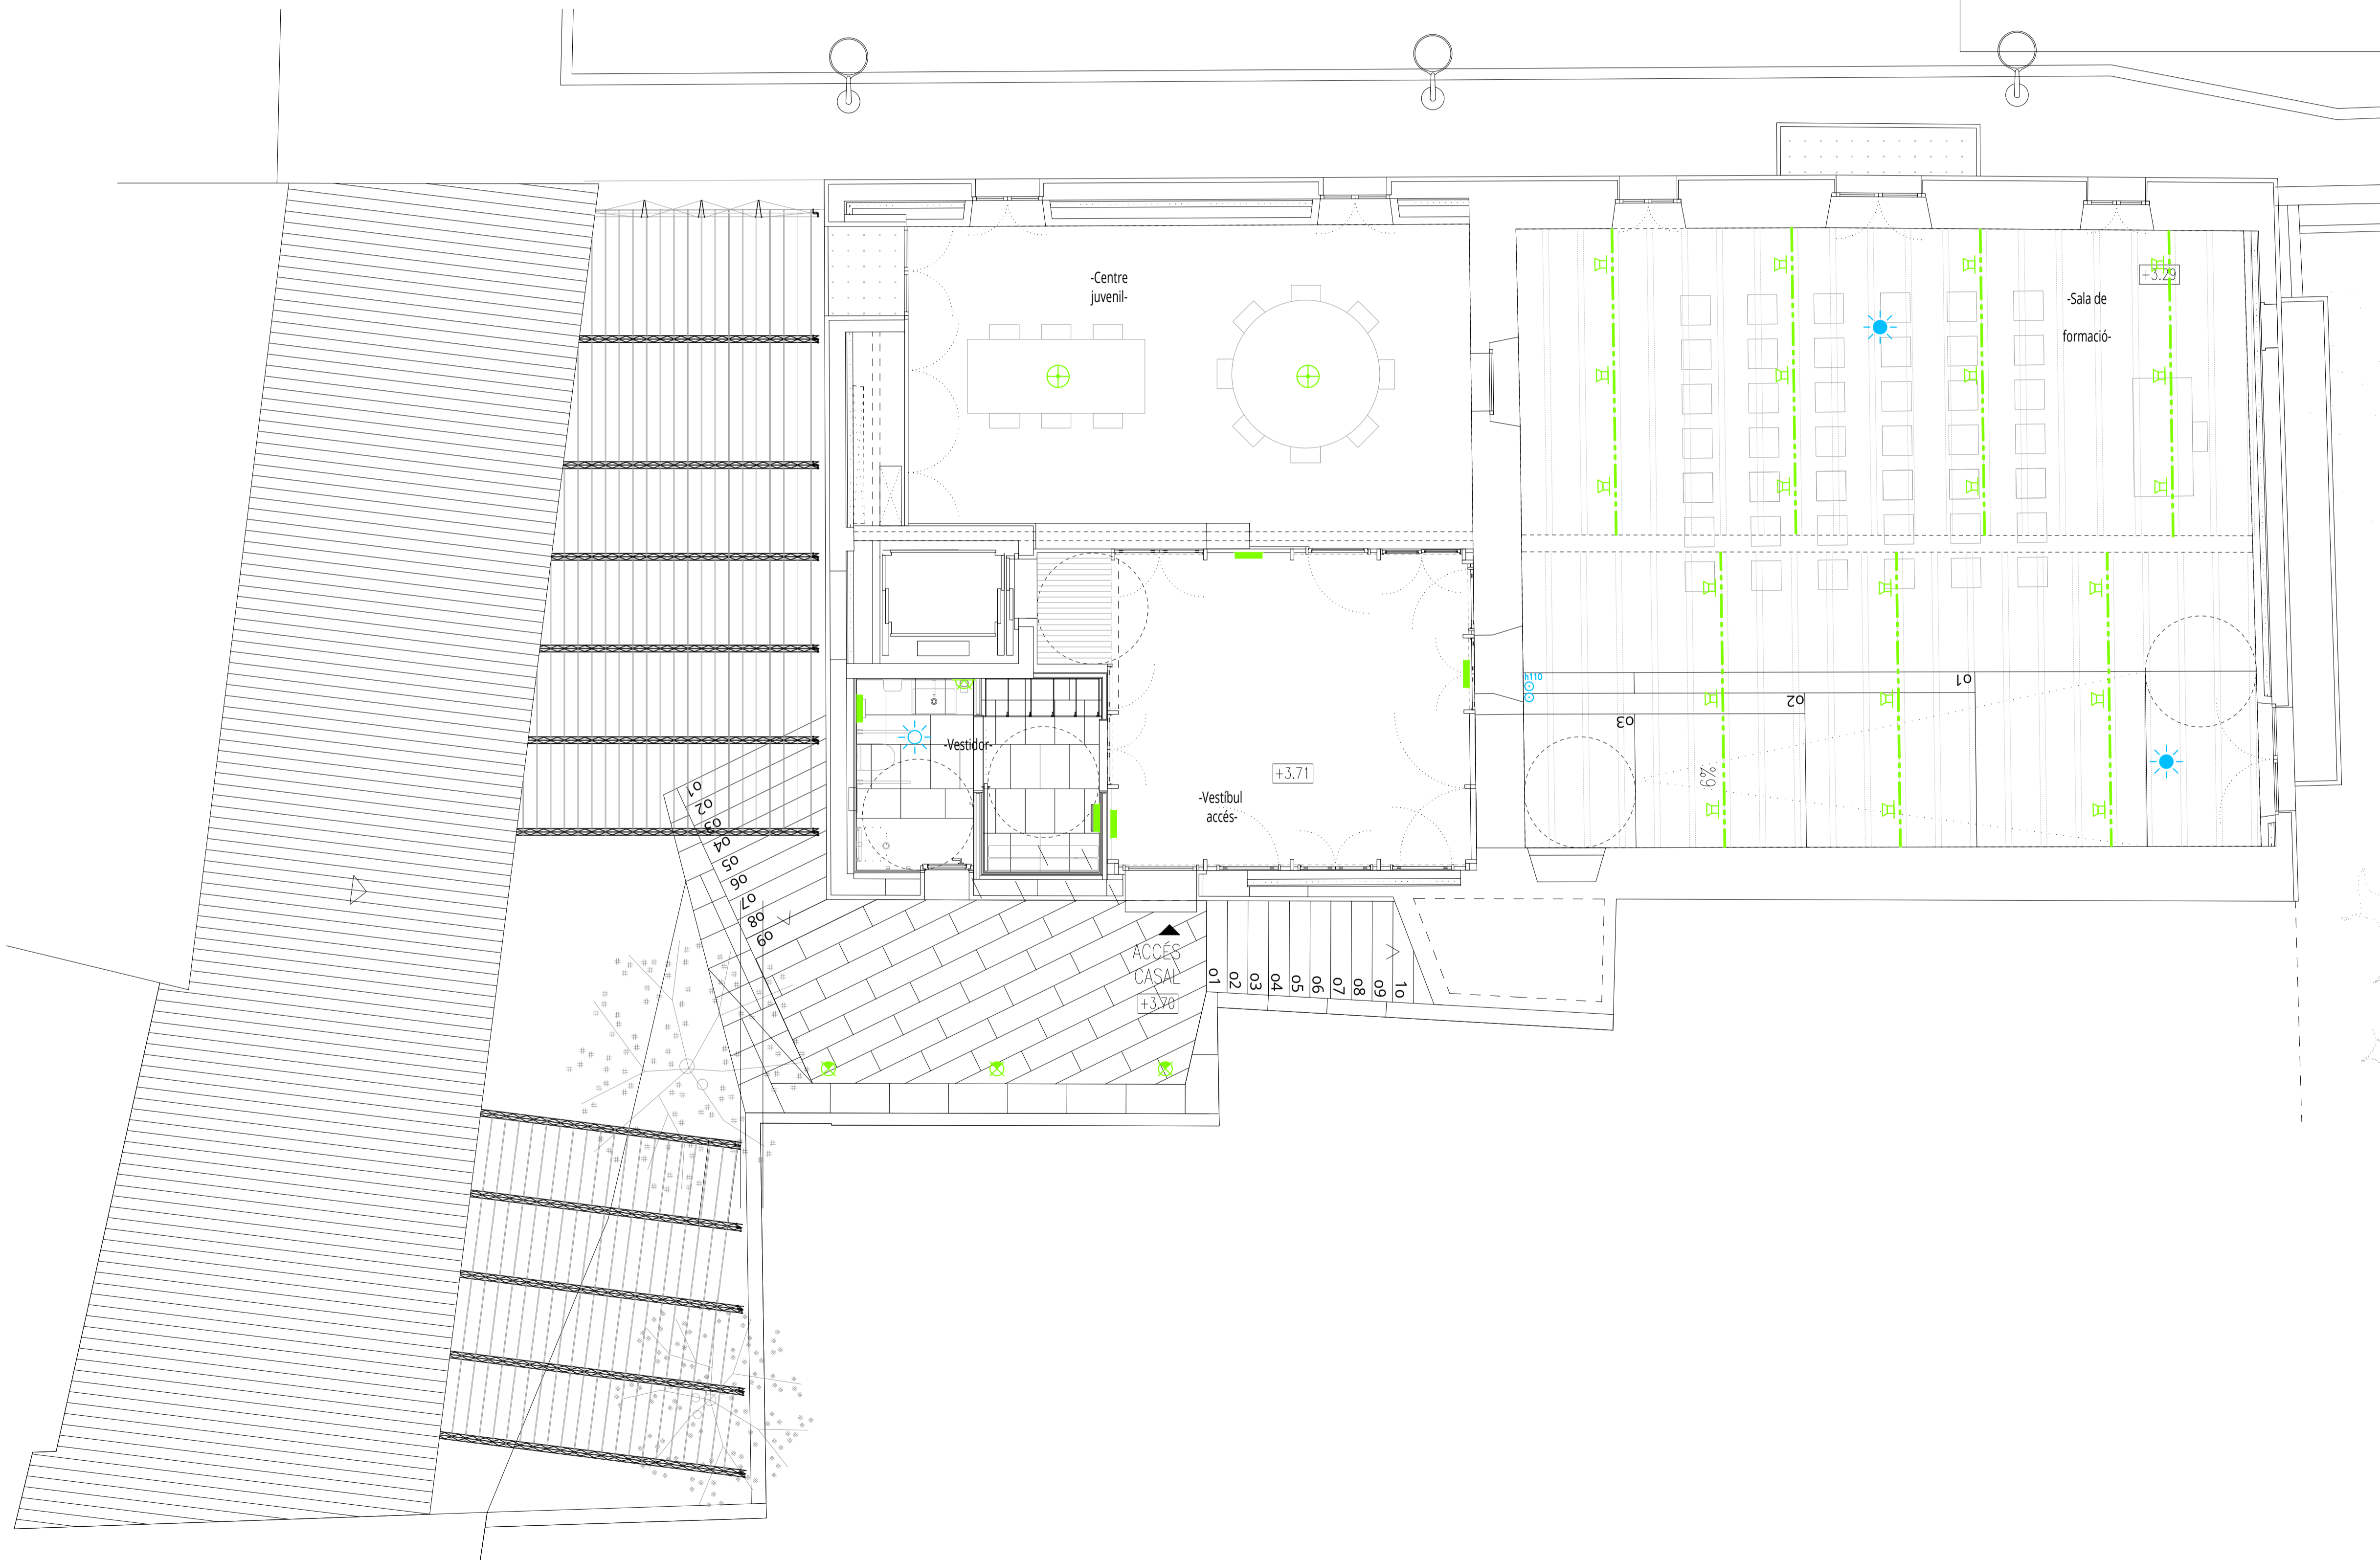 -Centre
juvenil-
+3.29
-Sala de
formació-
h110
01
02
03
6%
-Vestidor-
+3.71
-Vestíbul
accés-
01
02
03
04
05
06
07
08
09
ACCÉS
CASAL
+3.70
01
02
03
04
05
06
07
08
09
10